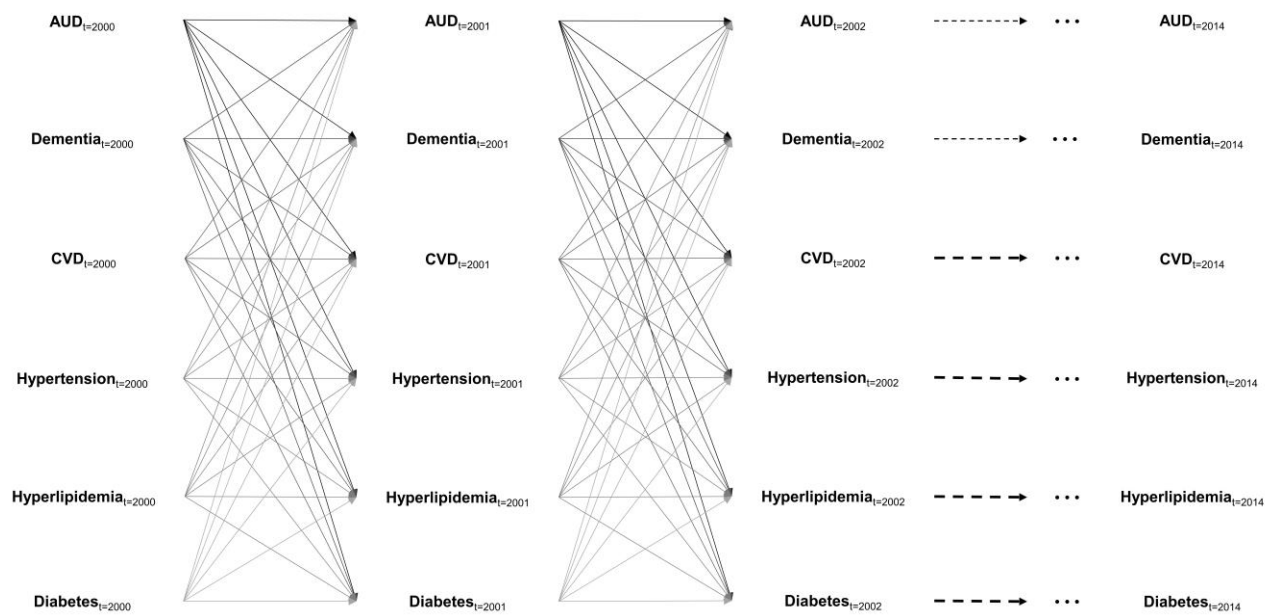 AUDt=2000 AUDt=2001 AUDt=2002 ... AUDt=2014
Dementiat=2000 Dementiat=2001 Dementiat=2002 ... Dementiat=2014
CVDt=2000 CVDt=2001 CVDt=2002 ... CVDt=2014
Hypertensiont=2000 Hypertensiont=2001 Hypertensiont=2002 ... Hypertensiont=2014
Hyperlipidemiat=2000 Hyperlipidemiat=2001 Hyperlipidemiat=2002 ... Hyperlipidemiat=2014
Diabetest=2000 Diabetest=2001 Diabetest=2002 ... Diabetest=2014